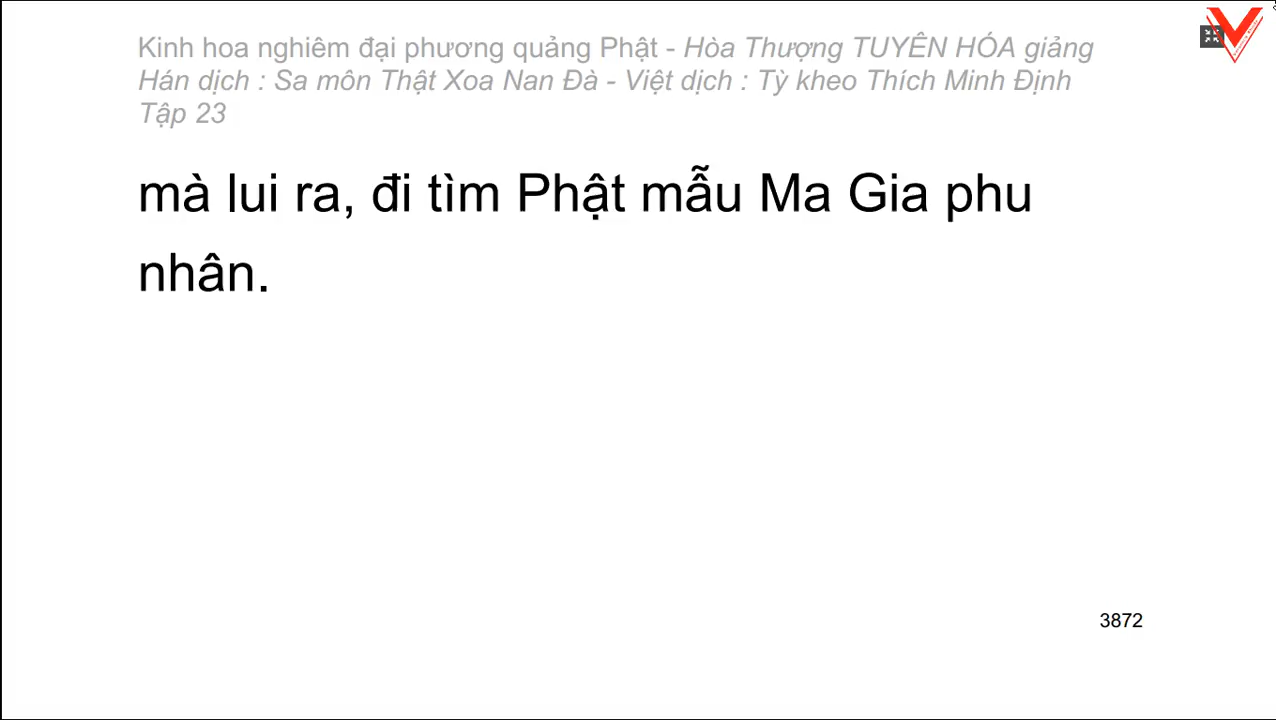 Kinh hoa nghiêm đại phương quảng Phật - Hòa Thượng TUYÊN HÓA giảng
Hán dịch : Sa môn Thật Xoa Nan Đà - Việt dịch : Tỳ kheo Thích Minh Định
Tập 23
mà lui ra, đi tìm Phật mẫu Ma Gia phu
nhân.
3872